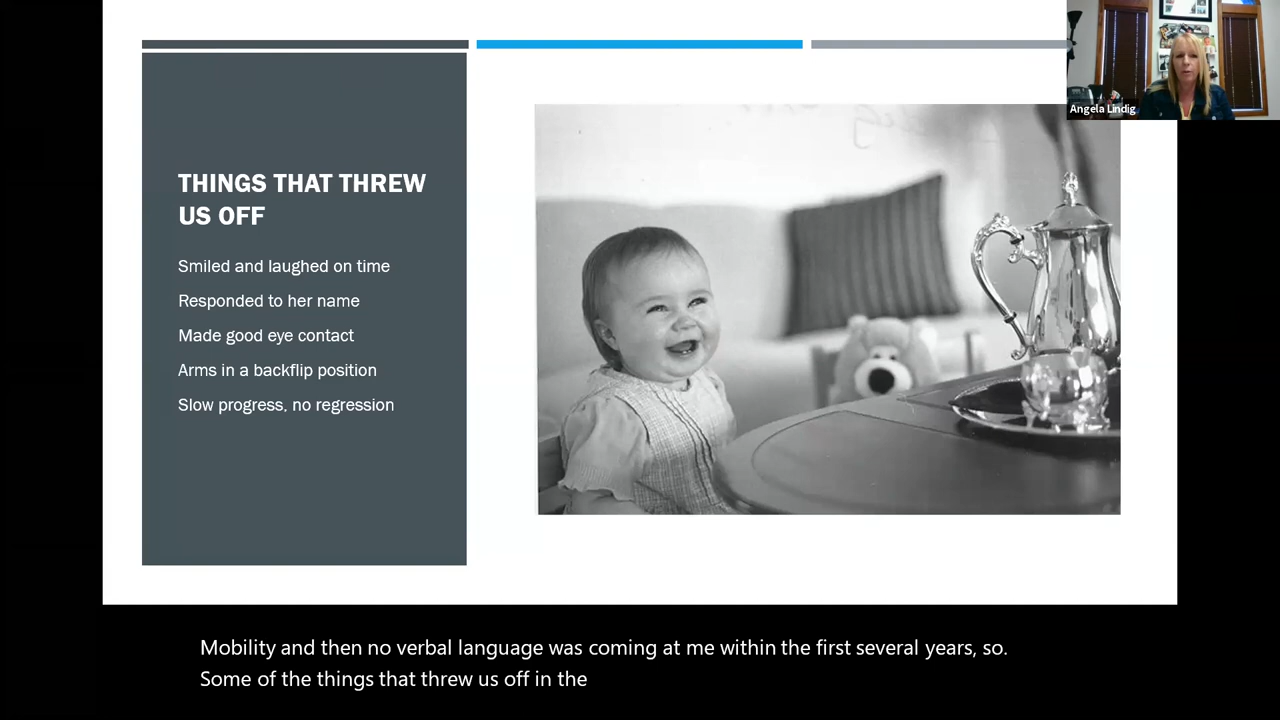 Angela Lindig
THINGS THAT THREW
US OFF
Smiled and laughed on time
Responded to her name
Made good eye contact
Arms in a backflip position
Slow progress, no regression
Mobility and then no verbal language was coming at me within the first several years, so.
Some of the things that threw us off in the